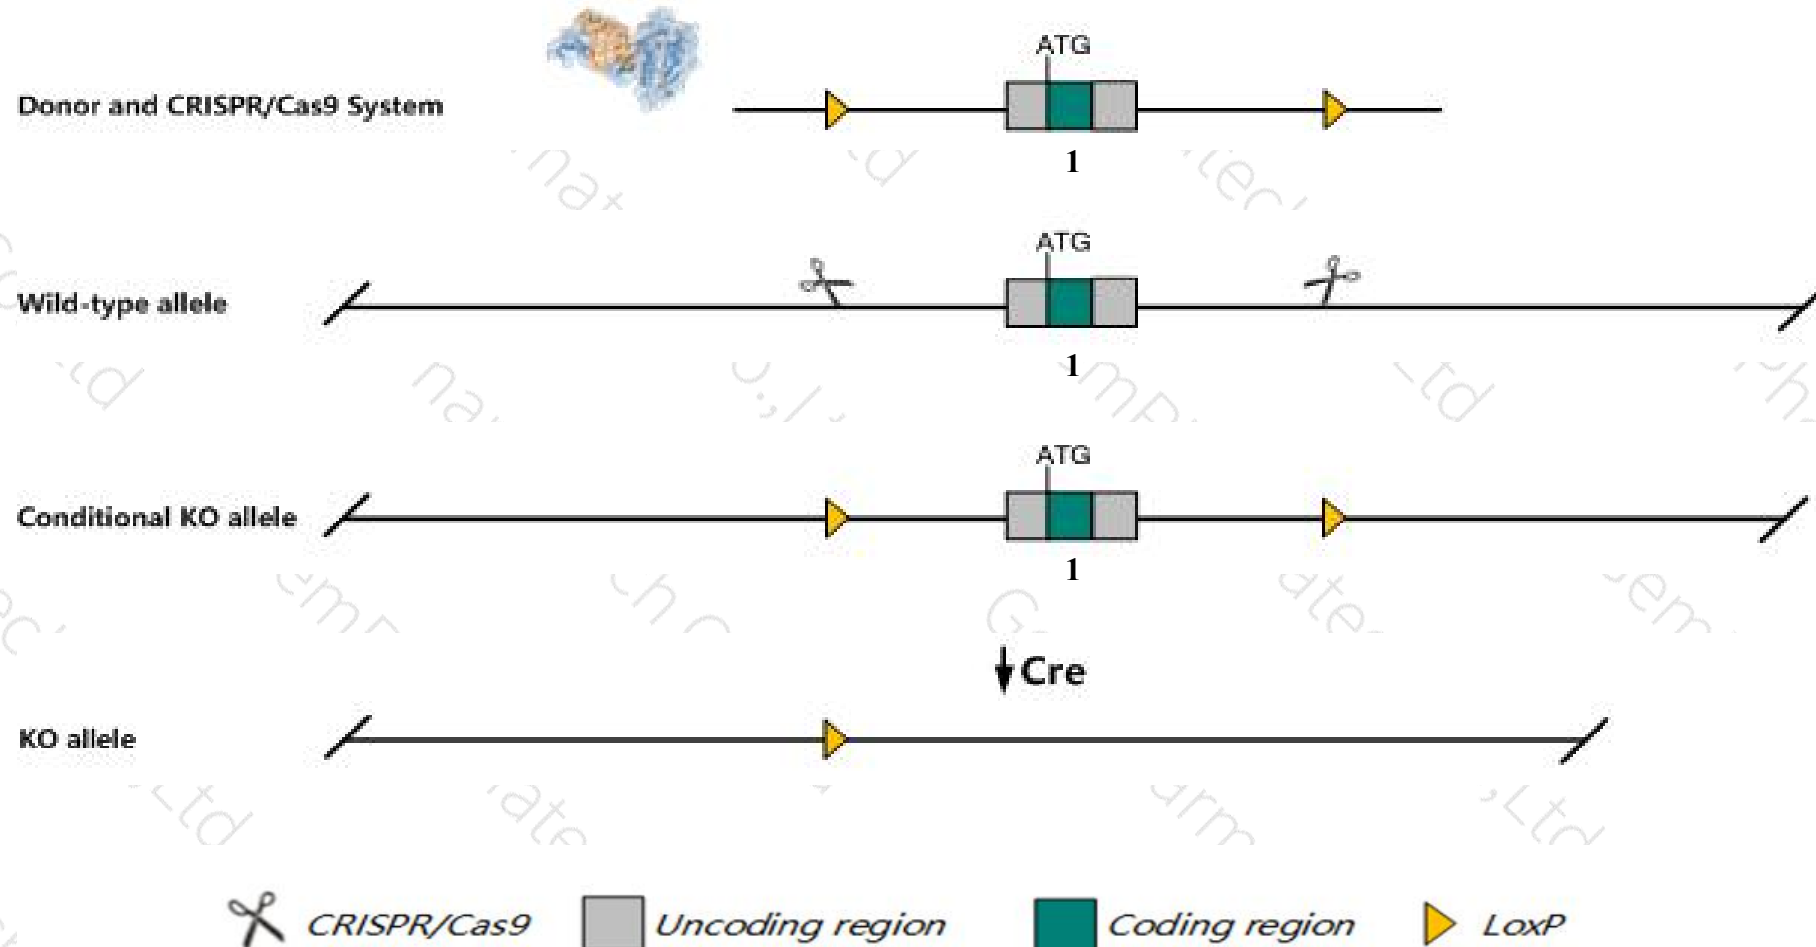 ATG
Donor and CRISPR/Cas9 System
1
ATG
Wild-type allele
1
ATG
Conditional KO allele
1
Cre
KO allele
CRISPR/Cas9
Uncoding region
Coding region
LoxP